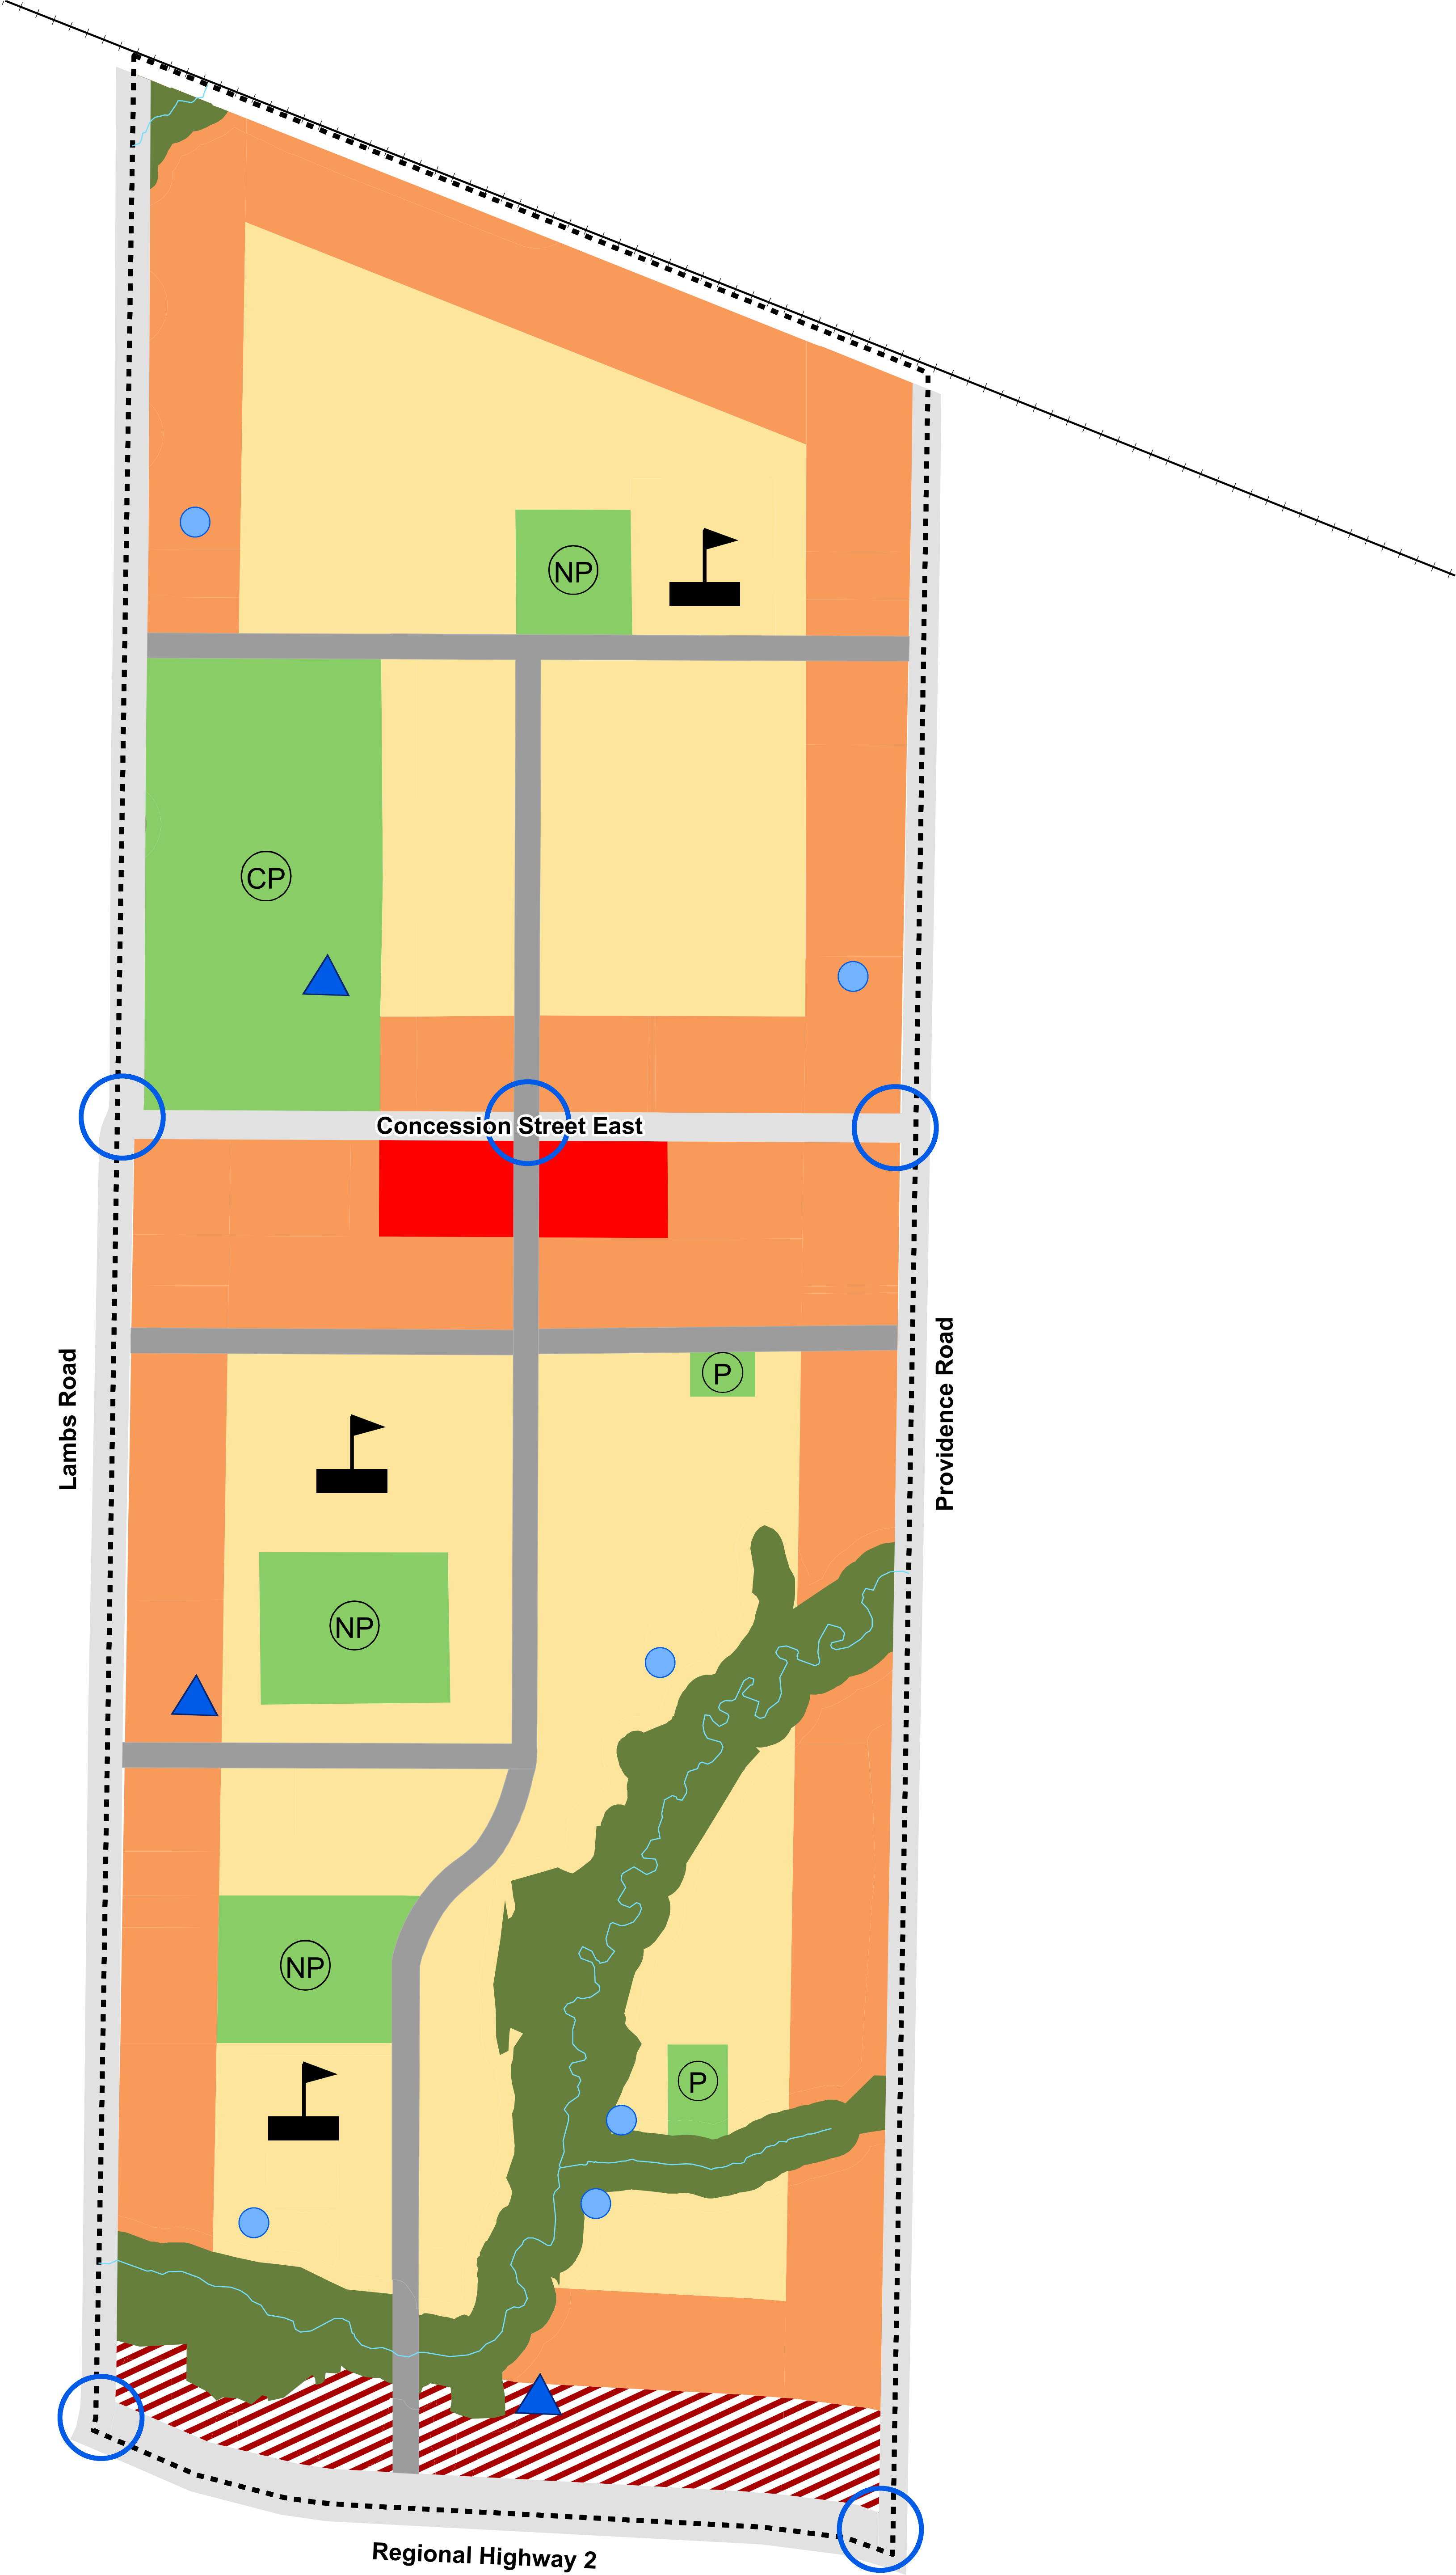 NP
CP
Concession Street East
Lambs Road
Providence Road
P
NP
NP
P
Regional Highway 2